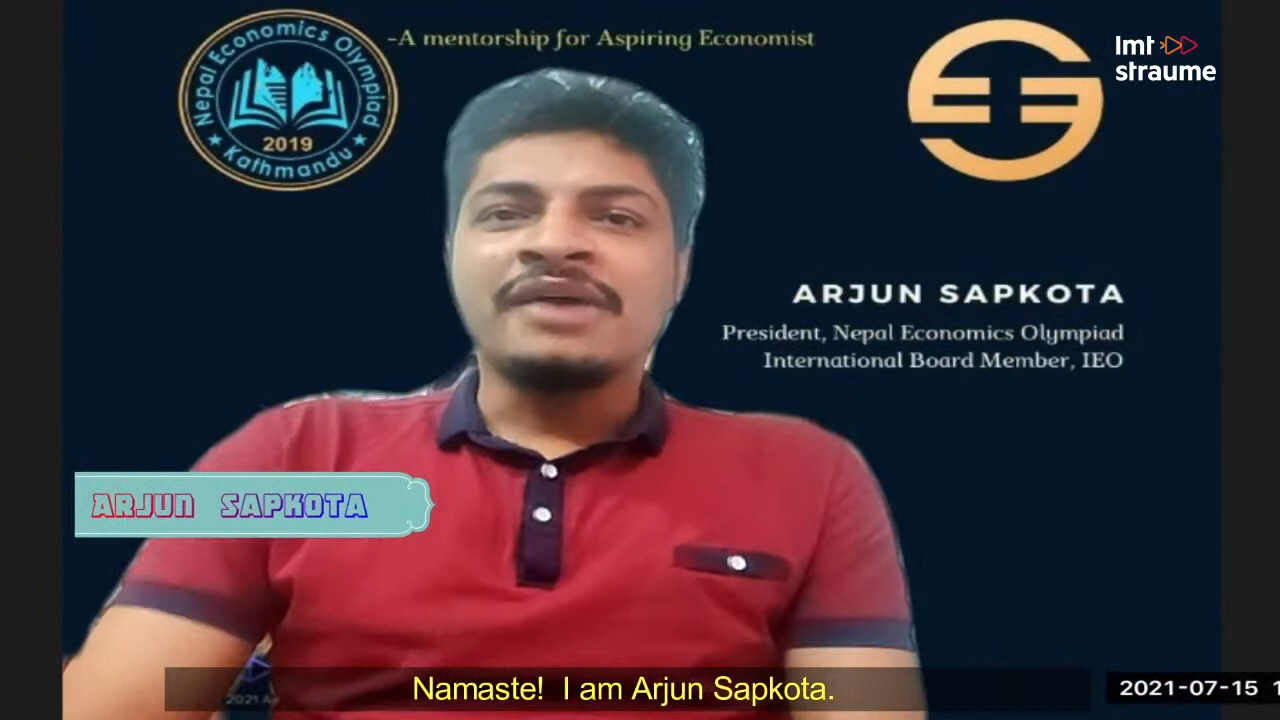 Nepal Economics Olympiad
2019
Kathmandu
-A mentorship for Aspiring Economist
lmt
straume
ARJUN SAPKOTA
President, Nepal Economics Olympiad
International Board Member, IEO
ARJUN SAPKOTA
Namaste! I am Arjun Sapkota.
2021
2021-07-15